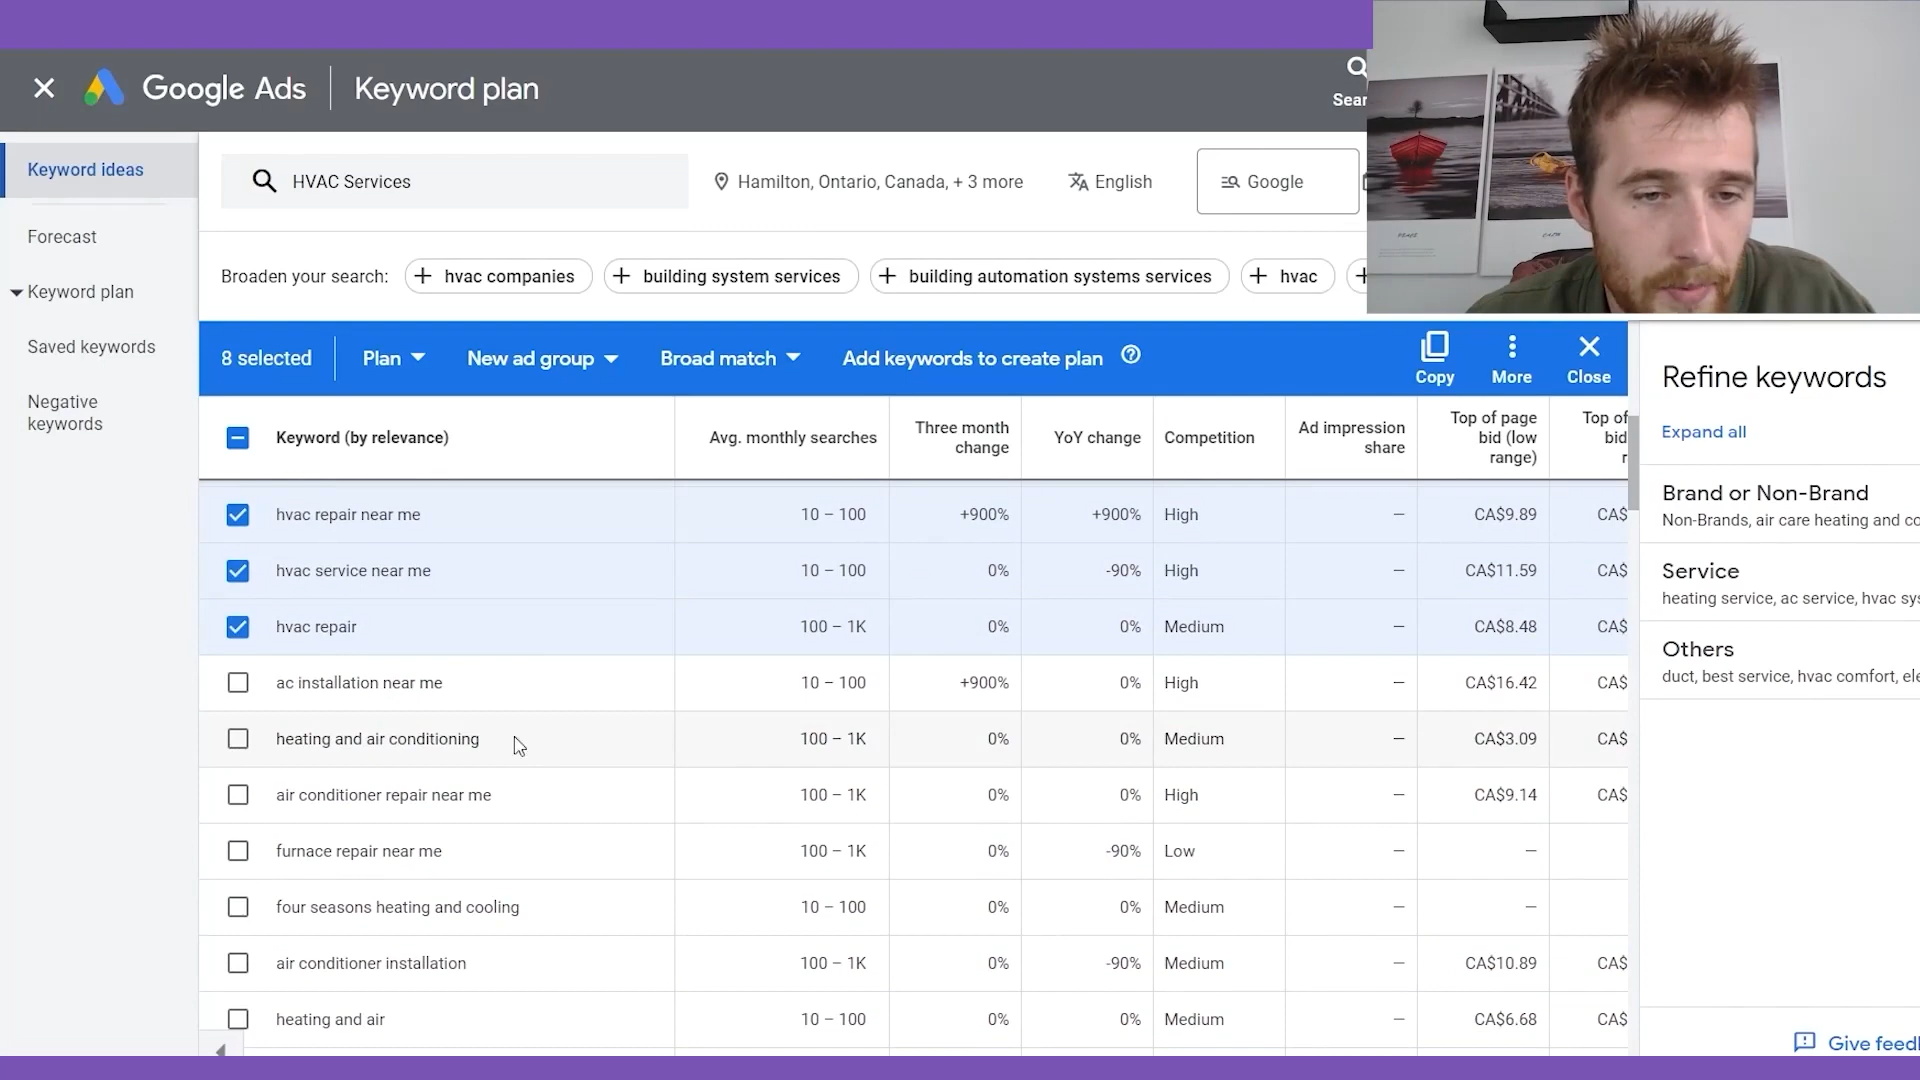 Google Ads
Keyword plan
Keyword ideas
Forecast
Keyword plan
Saved keywords
Negative
keywords
HVAC Services
Hamilton, Ontario, Canada, + 3 more
English
Google
Broaden your search:
hvac companies
building system services
building automation systems services
hvac
8 selected
Plan
New ad group
Broad match
Add keywords to create plan
Copy
More
Close
Keyword (by relevance)
Avg. monthly searches
Three month
change
YoY change
Competition
Ad impression
share
Top of page
bid (low
range)
Top of
bid
hvac repair near me 10 – 100 +900% +900% High — CA$9.89 CA$
hvac service near me 10 – 100 0% -90% High — CA$11.59 CA$
hvac repair 100 – 1K 0% 0% Medium — CA$8.48 CA$
ac installation near me 10 – 100 +900% 0% High — CA$16.42 CA$
heating and air conditioning 100 – 1K 0% 0% Medium — CA$3.09 CA$
air conditioner repair near me 100 – 1K 0% 0% High — CA$9.14 CA$
furnace repair near me 100 – 1K 0% -90% Low — —
four seasons heating and cooling 10 – 100 0% 0% Medium — —
air conditioner installation 100 – 1K 0% -90% Medium — CA$10.89 CA$
heating and air 10 – 100 0% 0% Medium — CA$6.68 CA$
Refine keywords
Expand all
Brand or Non-Brand
Non-Brands, air care heating and
Service
heating service, ac service, hvac
Others
duct, best service, hvac comfort,
Give